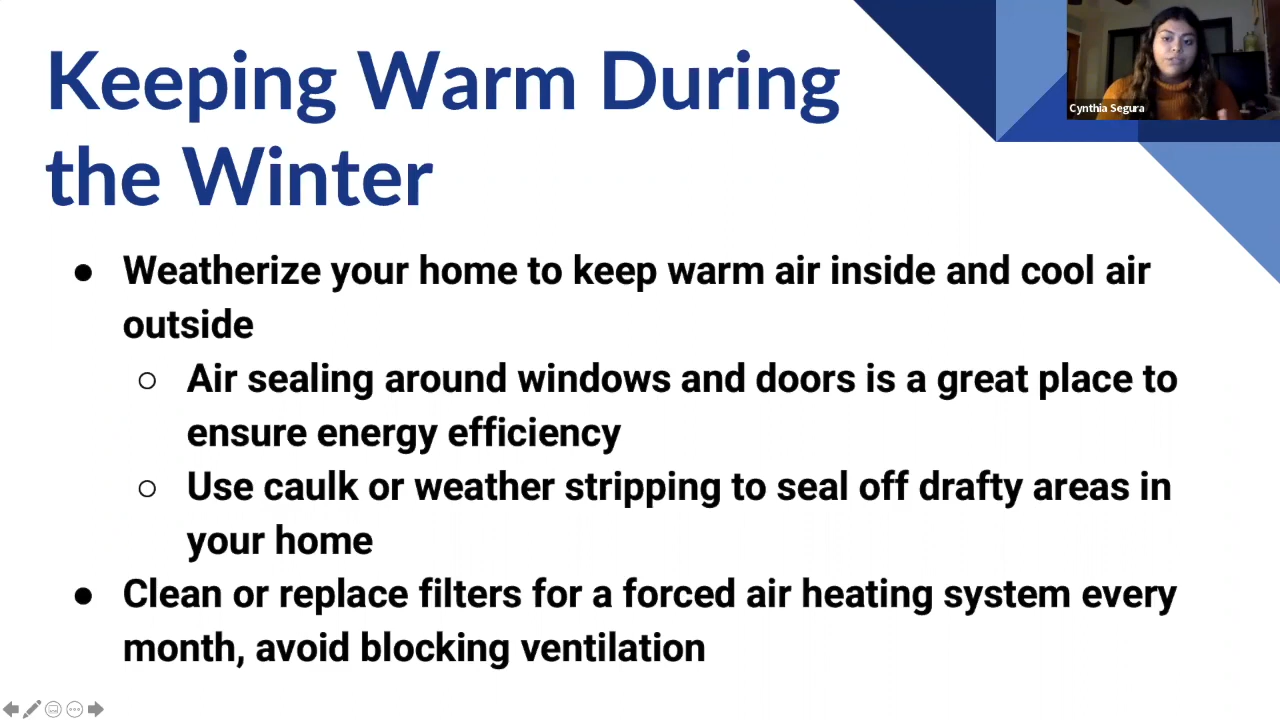 Keeping Warm During
the Winter
Cynthia Segura
● Weatherize your home to keep warm air inside and cool air
outside
○ Air sealing around windows and doors is a great place to
ensure energy efficiency
○ Use caulk or weather stripping to seal off drafty areas in
your home
● Clean or replace filters for a forced air heating system every
month, avoid blocking ventilation